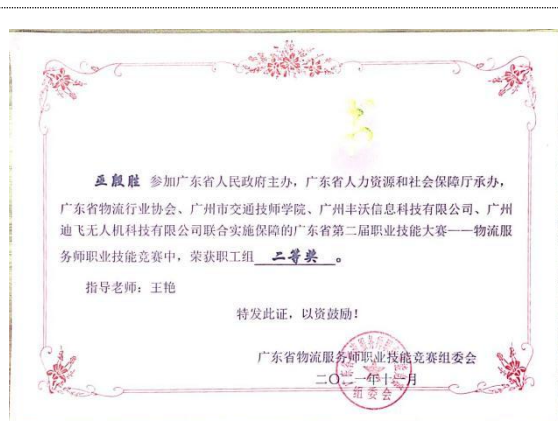 巫殷胜 参加广东省人民政府主办，广东省人力资源和社会保障厅承办，
广东省物流行业协会、广州市交通技师学院、广州丰沃信息科技有限公司、广州
迪飞无人机科技有限公司联合实施保障的广东省第二届职业技能大赛——物流服
务师职业技能竞赛中，荣获职工组 二等奖 。
指导老师：王艳
特发此证，以资鼓励！
广东省物流服务师职业技能竞赛组委会
二〇二一年十一月
组委会